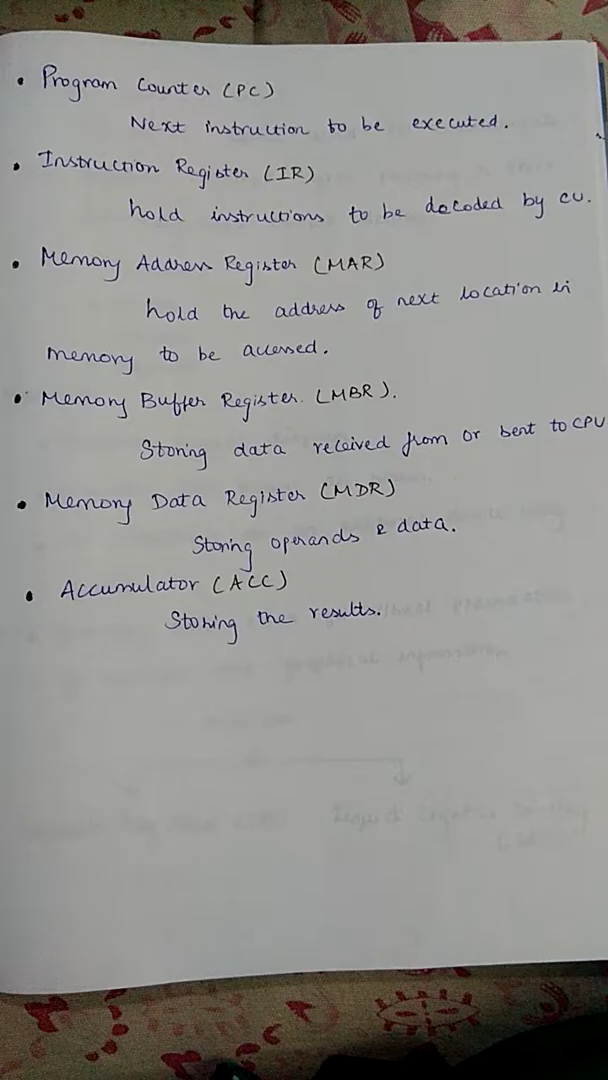 • Program Counter (PC)
Next instruction to be executed.
• Instruction Register (IR)
hold instructions to be decoded by CU.
• Memory Address Register (MAR)
hold the address of next location in
memory to be accessed.
• Memory Buffer Register. (MBR).
Storing data received from or sent to CPU
• Memory Data Register (MDR)
Storing operands & data.
• Accumulator (ACC)
Storing the results.